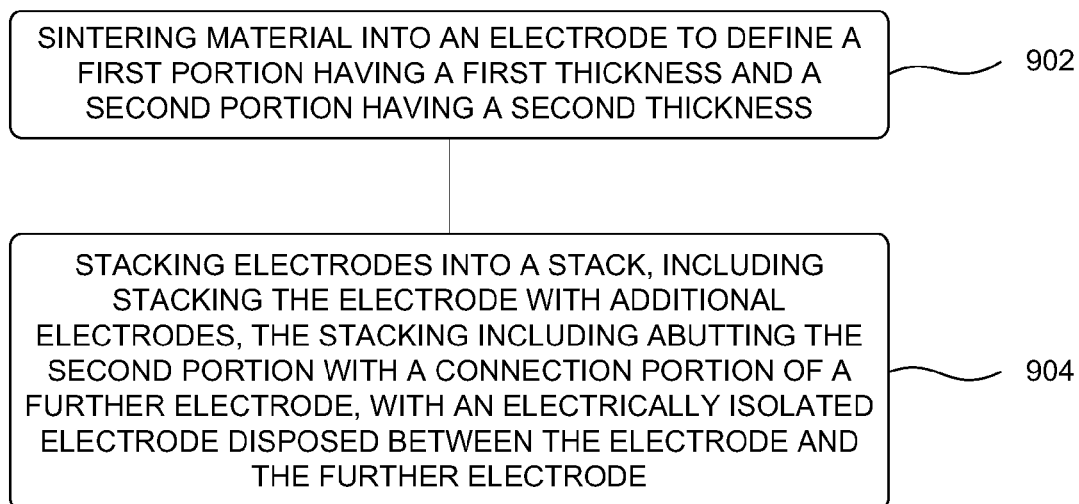 SINTERING MATERIAL INTO AN ELECTRODE TO DEFINE A
FIRST PORTION HAVING A FIRST THICKNESS AND A
SECOND PORTION HAVING A SECOND THICKNESS
902
STACKING ELECTRODES INTO A STACK, INCLUDING
STACKING THE ELECTRODE WITH ADDITIONAL
ELECTRODES, THE STACKING INCLUDING ABUTTING THE
SECOND PORTION WITH A CONNECTION PORTION OF A
FURTHER ELECTRODE, WITH AN ELECTRICALLY ISOLATED
ELECTRODE DISPOSED BETWEEN THE ELECTRODE AND
THE FURTHER ELECTRODE
904